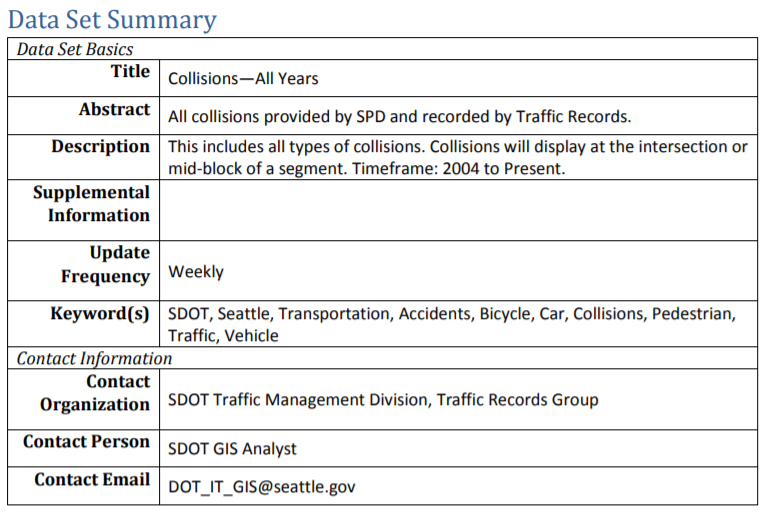 Data Set Summary
Data Set Basics
Title
Collisions—All Years
Abstract
All collisions provided by SPD and recorded by Traffic Records.
Description
This includes all types of collisions. Collisions will display at the intersection or
mid-block of a segment. Timeframe: 2004 to Present.
Supplemental
Information
Update
Frequency
Weekly
Keyword(s)
SDOT, Seattle, Transportation, Accidents, Bicycle, Car, Collisions, Pedestrian,
Traffic, Vehicle
Contact Information
Contact
Organization
SDOT Traffic Management Division, Traffic Records Group
Contact Person
SDOT GIS Analyst
Contact Email
DOT_IT_GIS@seattle.gov